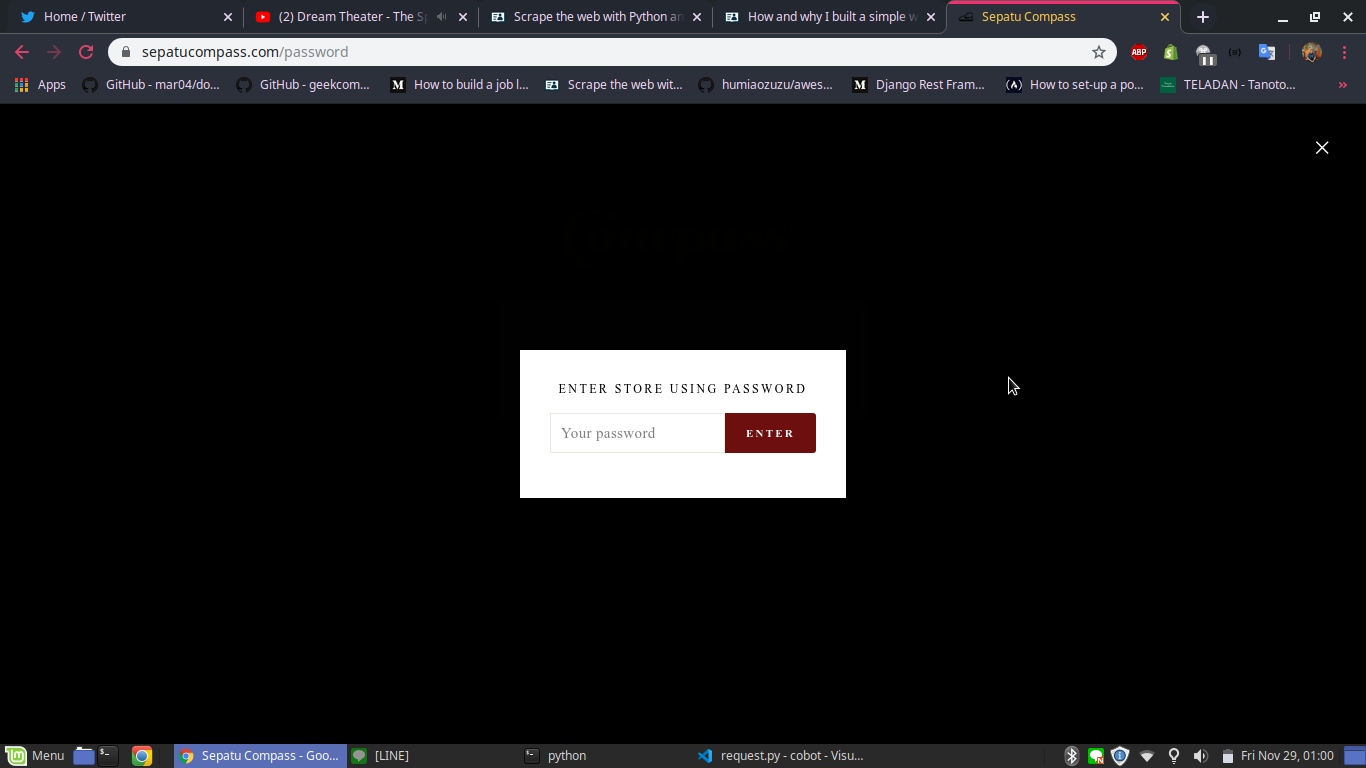 Home / Twitter
(2) Dream Theater - The Sp
Scrape the web with Python an
How and why I built a simple w
Sepatu Compass
sepatucompass.com/password
ABP
Apps
GitHub - mar04/do...
GitHub - geekcom...
M
How to build a job l...
Scrape the web wit...
humiaozuzu/awes...
M
Django Rest Fram...
How to set-up a po...
TELADAN - Tanoto...
»
ENTER STORE USING PASSWORD
Your password
ENTER
Menu
Sepatu Compass - Goo...
[LINE]
python
request.py - cobot - Visu...
Fri Nov 29, 01:00